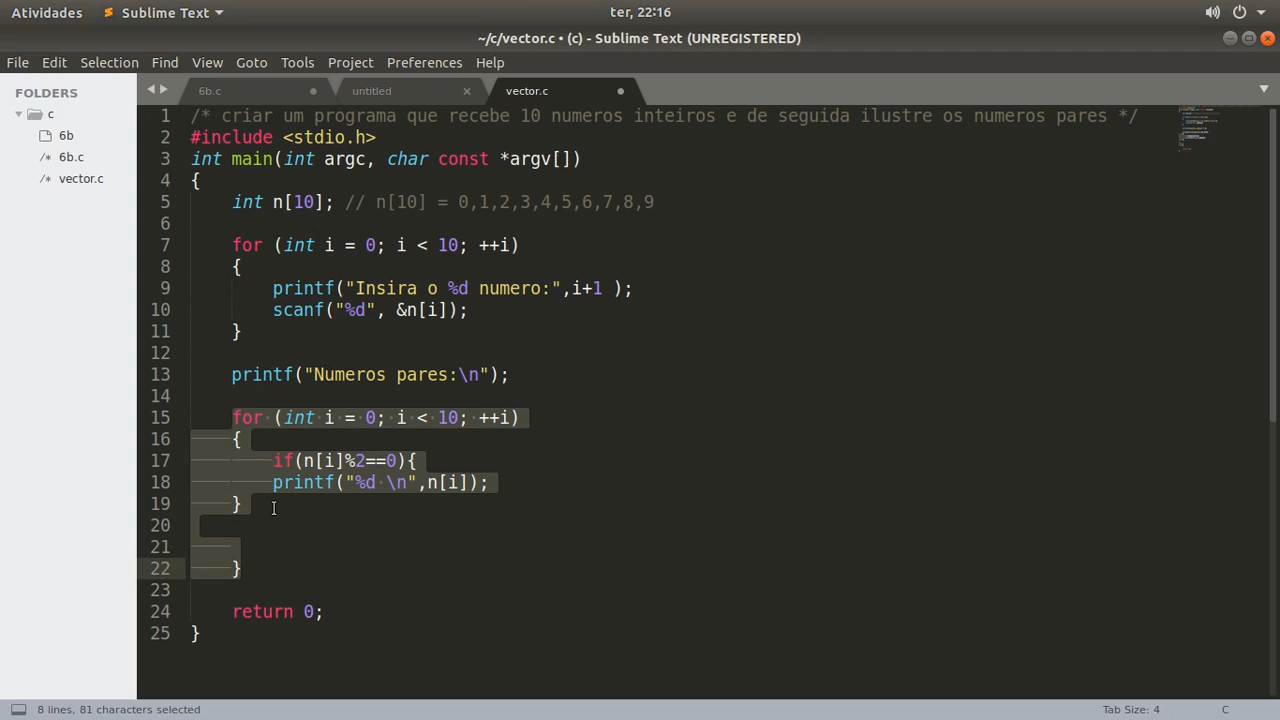 Atividades Sublime Text ter, 22:16
~/c/vector.c • (c) - Sublime Text (UNREGISTERED)
File Edit Selection Find View Goto Tools Project Preferences Help
FOLDERS
c
6b
/* 6b.c
/* vector.c
6b.c untitled vector.c
1 /* criar um programa que recebe 10 numeros inteiros e de seguida ilustre os numeros pares */
2 #include <stdio.h>
3 int main(int argc, char const *argv[])
4 {
5 int n[10]; // n[10] = 0,1,2,3,4,5,6,7,8,9
6
7 for (int i = 0; i < 10; ++i)
8 {
9 printf("Insira o %d numero:",i+1 );
10 scanf("%d", &n[i]);
11 }
12
13 printf("Numeros pares:\n");
14
15 for (int i = 0; i < 10; ++i)
16 {
17 if(n[i]%2==0){
18 printf("%d \n",n[i]);
19 }
20
21
22 }
23
24 return 0;
25 }
8 lines, 81 characters selected Tab Size: 4 C